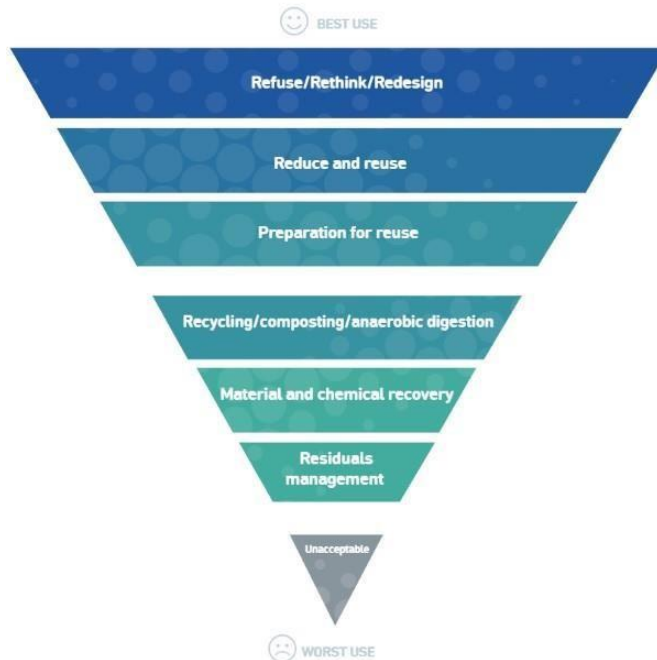 BEST USE
Refuse/Rethink/Redesign
Reduce and reuse
Preparation for reuse
Recycling/composting/anaerobic digestion
Material and chemical recovery
Residuals
management
Unacceptable
WORST USE